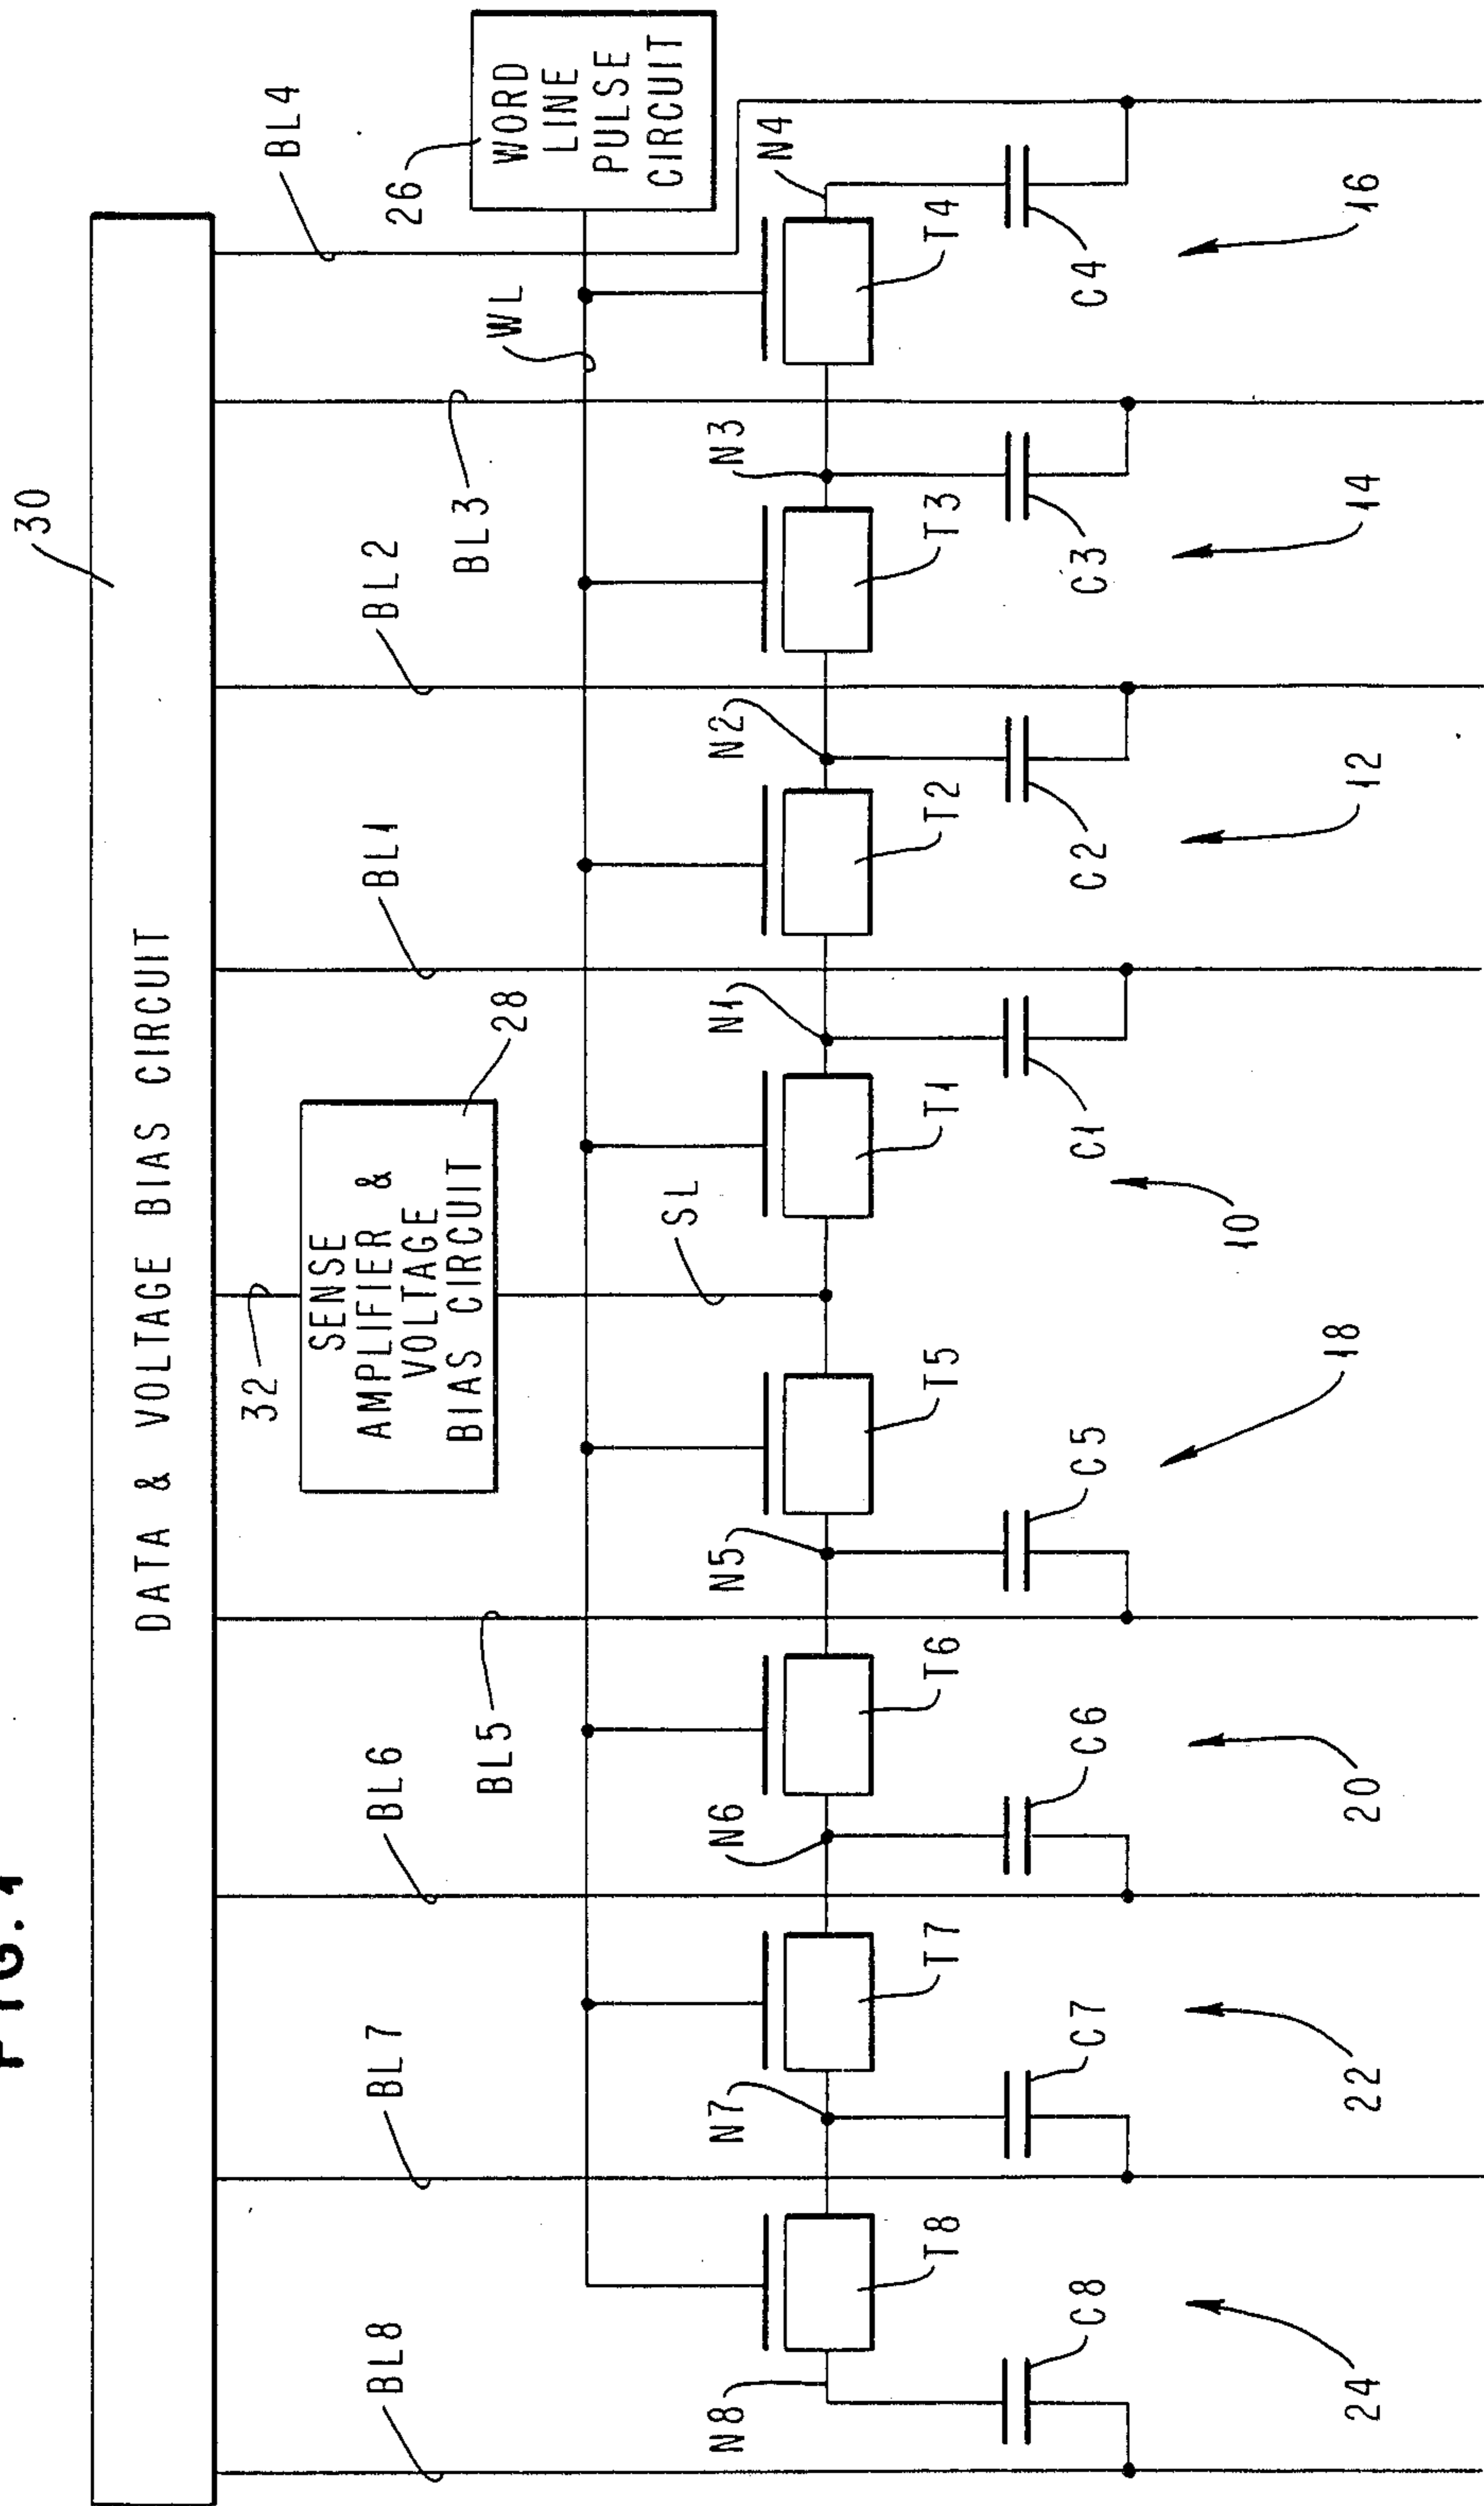 FIG. 1
30
DATA & VOLTAGE BIAS CIRCUIT
32
BL4
BL8
BL7
BL6
BL1
BL2
26
SENSE
AMPLIFIER &
VOLTAGE
BIAS CIRCUIT
BL5
BL3
28
WORD
LINE
PULSE
CIRCUIT
WL
SL
N8
N7
N6
N5
N1
N2
N3
N4
T8
T7
T6
T5
T1
T2
T3
T4
C8
C7
C6
C5
C1
C2
C3
C4
24
22
20
18
10
12
14
16